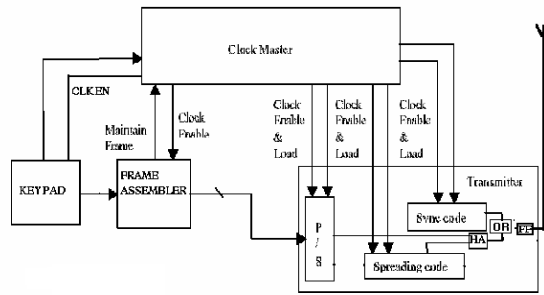 Clock Master
CLKEN
Maintain
Frame
Clock
Enable
Clock
Enable
&
Load
Clock
Enable
&
Load
Clock
Enable
&
Load
KEYPAD
FRAME
ASSEMBLER
Transmitter
P
/
S
Sync code
OR
HA
Spreading code